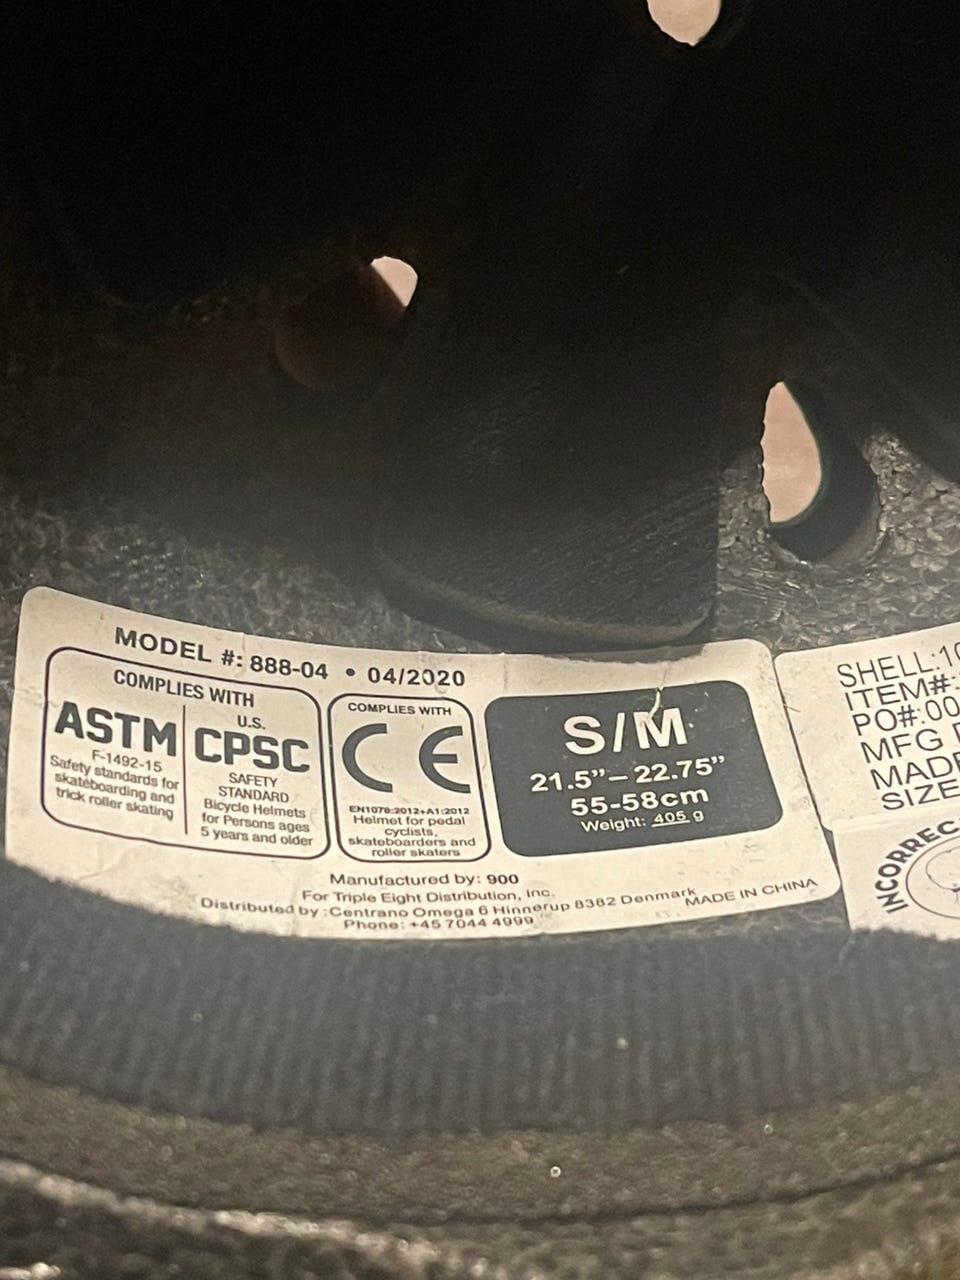 MODEL #: 888-04 • 04/2020
COMPLIES WITH
ASTM
F-1492-15
Safety standards for
skateboarding and
trick roller skating
U.S.
CPSC
SAFETY
STANDARD
Bicycle Helmets
for Persons ages
5 years and older
COMPLIES WITH
CE
EN1078:2012+A1:2012
Helmet for pedal
cyclists,
skateboarders and
roller skaters
S/M
21.5”–22.75”
55-58cm
Weight: 405 g
Manufactured by: 900
For Triple Eight Distribution, Inc.
Distributed by :Centrano Omega 6 Hinnerup 8382 Denmark
Phone: +45 7044 4999
MADE IN CHINA
SHELL:
ITEM#:
PO#:00
MFG
MADE
SIZE
INCORREC